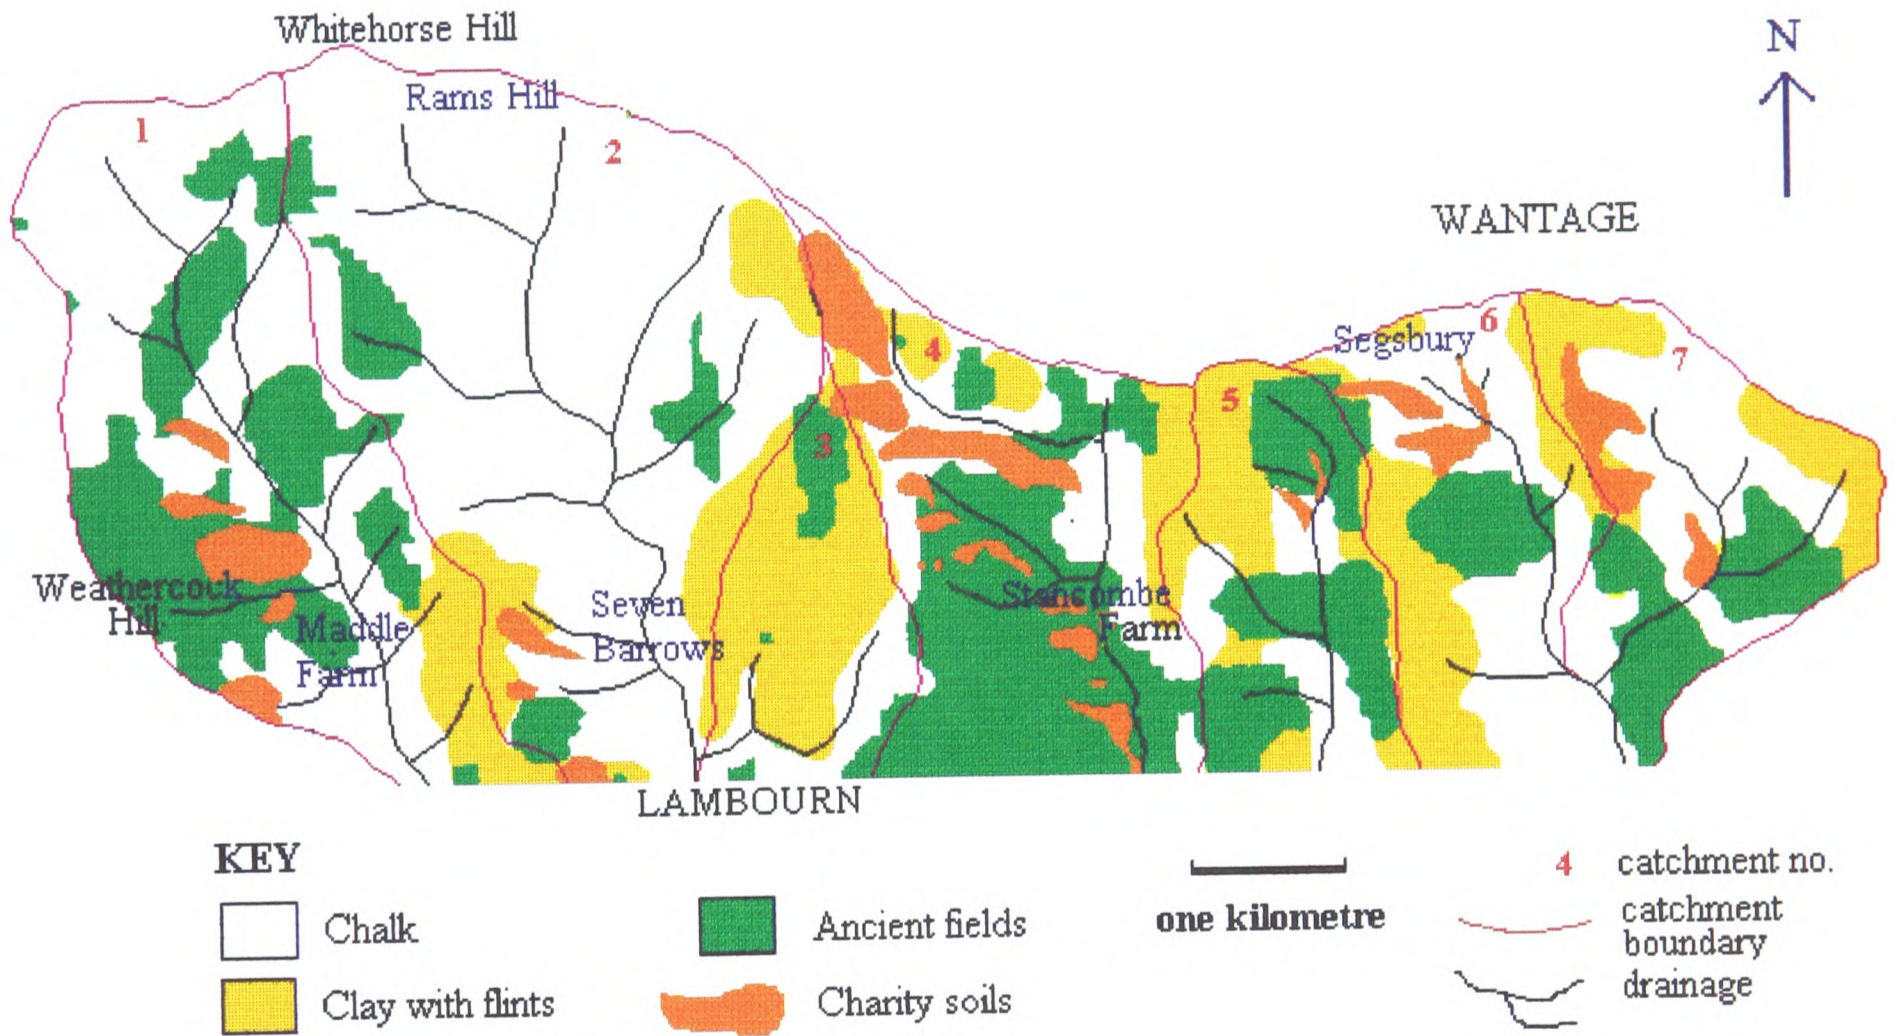 Whitehorse Hill
N
Rams Hill
1
2
WANTAGE
6
Segsbury
4
7
5
3
Weathercock
Hill
Maddle
Farm
Seven
Barrows
Stancombe
Farm
LAMBOURN
KEY
Chalk
Clay with flints
Ancient fields
Charity soils
one kilometre
4 catchment no.
catchment
boundary
drainage